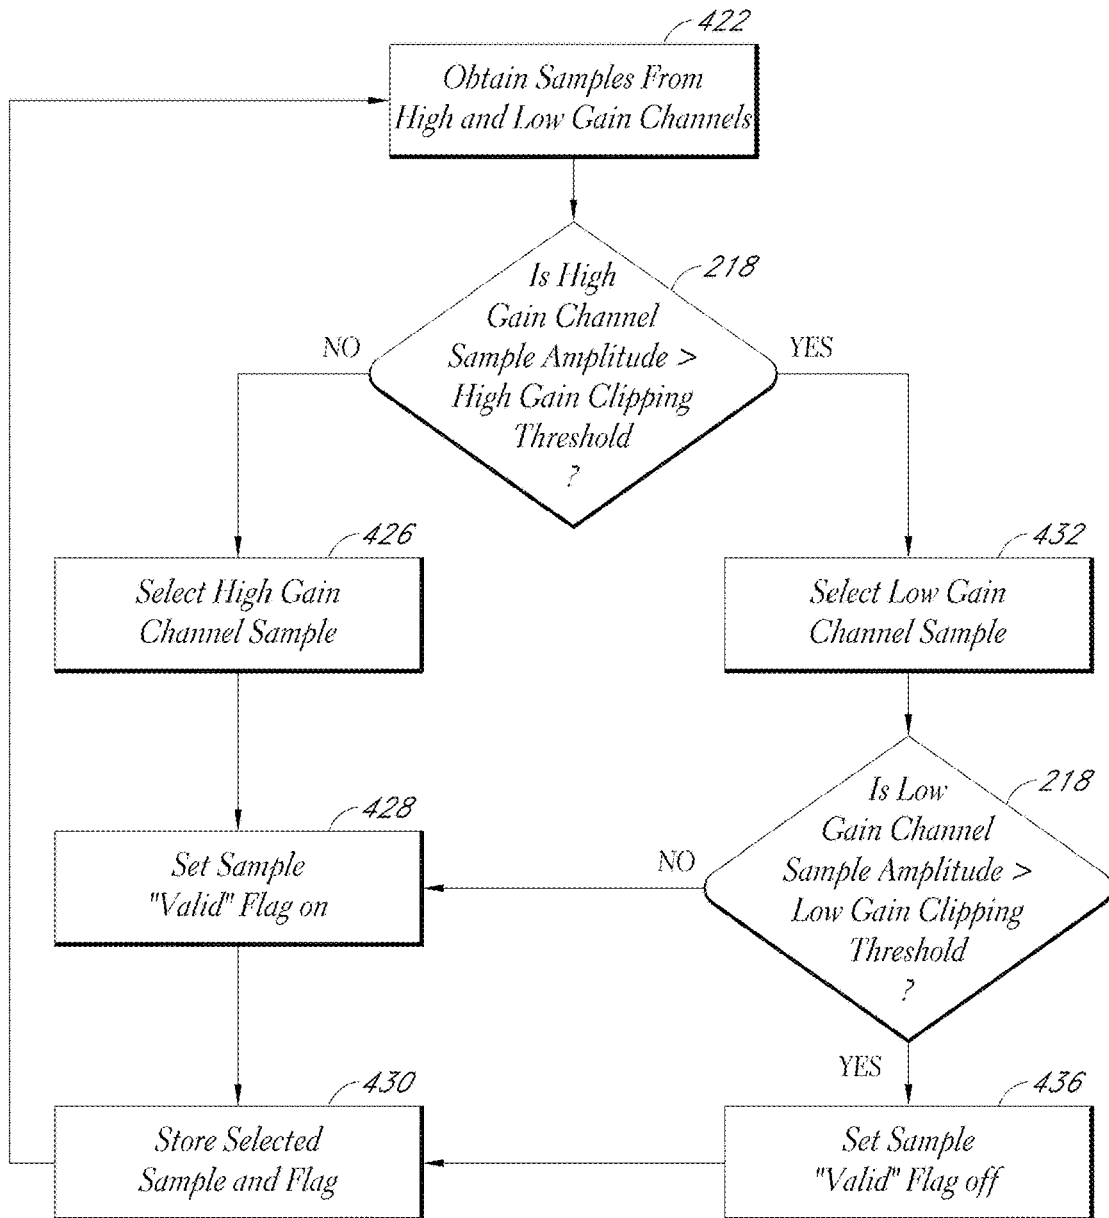 422
Obtain Samples From
High and Low Gain Channels
218
Is High
Gain Channel
Sample Amplitude >
High Gain Clipping
Threshold
?
NO
YES
426
Select High Gain
Channel Sample
432
Select Low Gain
Channel Sample
218
Is Low
Gain Channel
Sample Amplitude >
Low Gain Clipping
Threshold
?
NO
YES
428
Set Sample
"Valid" Flag on
430
Store Selected
Sample and Flag
436
Set Sample
"Valid" Flag off